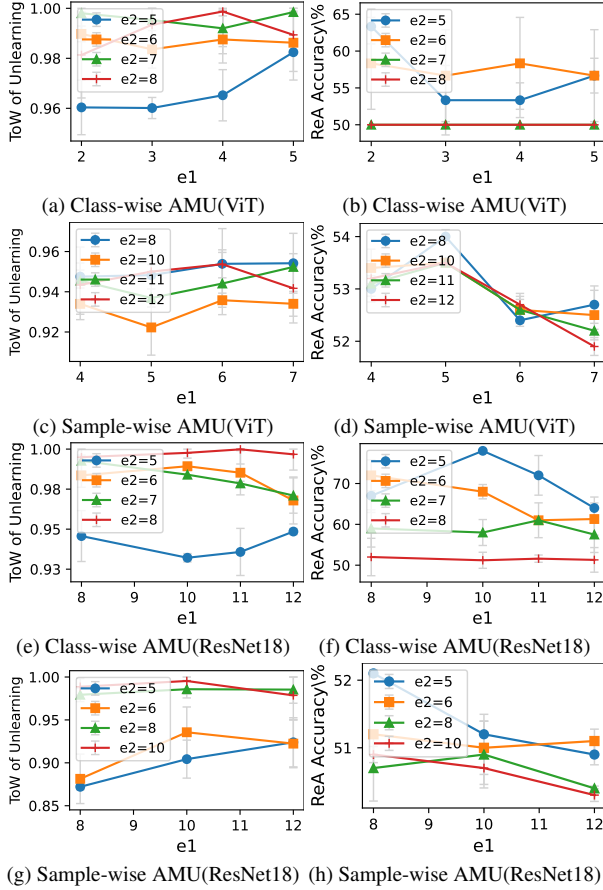 ToW of Unlearning
1.00
0.98
0.96
e2=5
e2=6
e2=7
e2=8
2 3 4 5
e1
(a) Class-wise AMU(ViT)
ReA Accuracy\%
65
60
55
50
e2=5
e2=6
e2=7
e2=8
2 3 4 5
e1
(b) Class-wise AMU(ViT)
ToW of Unlearning
0.96
0.94
0.92
e2=8
e2=10
e2=11
e2=12
4 5 6 7
e1
(c) Sample-wise AMU(ViT)
ReA Accuracy\%
54
53
52
e2=8
e2=10
e2=11
e2=12
4 5 6 7
e1
(d) Sample-wise AMU(ViT)
ToW of Unlearning
1.00
0.98
0.95
0.93
e2=5
e2=6
e2=7
e2=8
8 9 10 11 12
e1
(e) Class-wise AMU(ResNet18)
ReA Accuracy\%
70
60
50
e2=5
e2=6
e2=7
e2=8
8 9 10 11 12
e1
(f) Class-wise AMU(ResNet18)
ToW of Unlearning
1.00
0.95
0.90
0.85
e2=5
e2=6
e2=8
e2=10
8 9 10 11 12
e1
(g) Sample-wise AMU(ResNet18)
ReA Accuracy\%
52
51
e2=5
e2=6
e2=8
e2=10
8 9 10 11 12
e1
(h) Sample-wise AMU(ResNet18)